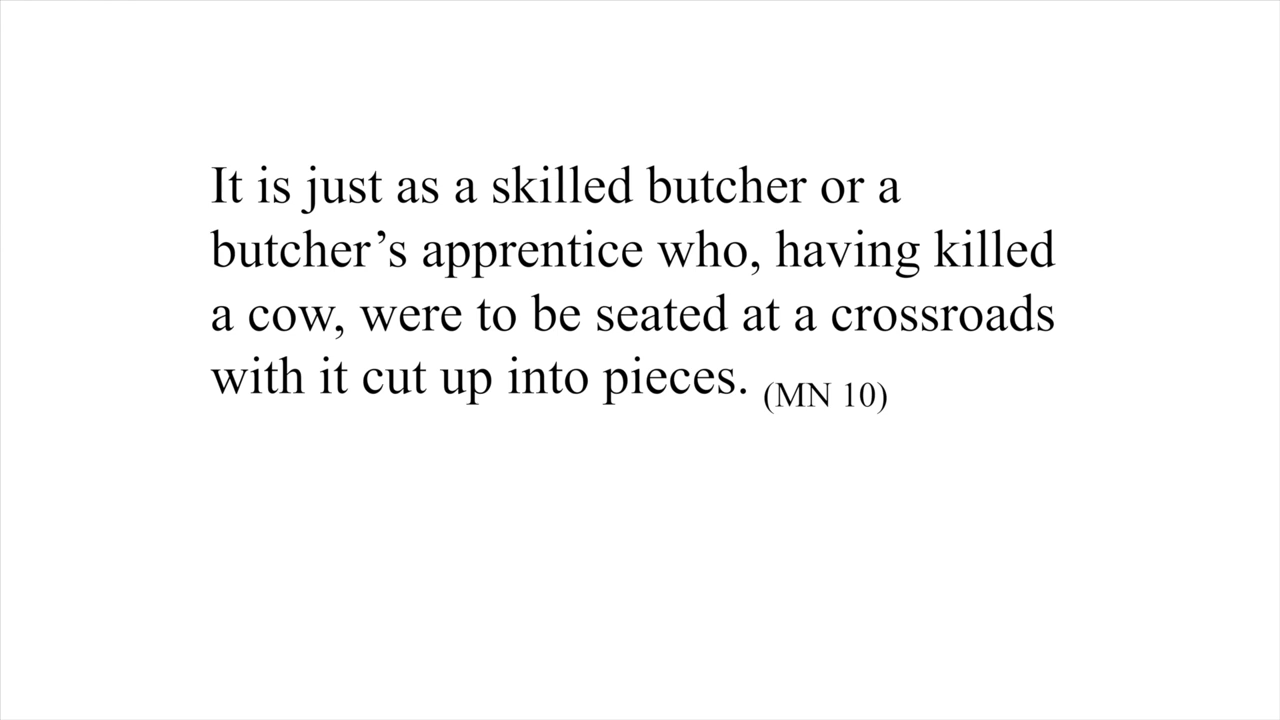 It is just as a skilled butcher or a
butcher’s apprentice who, having killed
a cow, were to be seated at a crossroads
with it cut up into pieces. (MN 10)